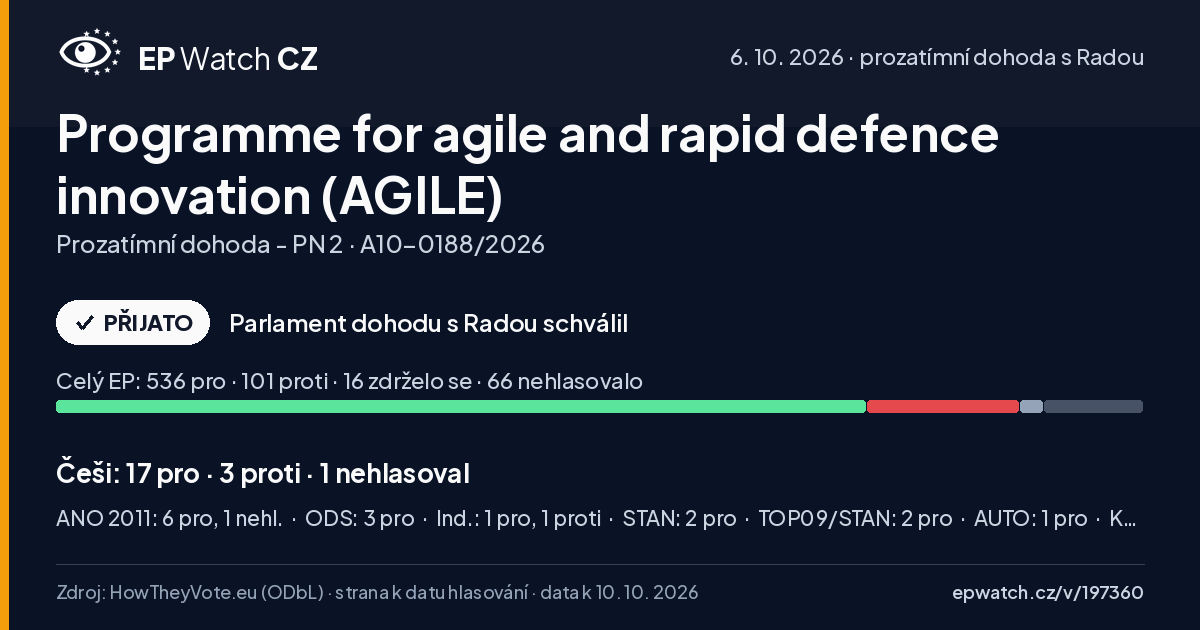 EP Watch CZ
6. 10. 2026 · prozatímní dohoda s Radou
Programme for agile and rapid defence
innovation (AGILE)
Prozatímní dohoda – PN 2 · A10–0188/2026
✓ PŘIJATO
Parlament dohodu s Radou schválil
Celý EP: 536 pro · 101 proti · 16 zdrželo se · 66 nehlasovalo
Češi: 17 pro · 3 proti · 1 nehlasoval
ANO 2011: 6 pro, 1 nehl. · ODS: 3 pro · Ind.: 1 pro, 1 proti · STAN: 2 pro · TOP09/STAN: 2 pro · AUTO: 1 pro · K…
Zdroj: HowTheyVote.eu (ODbL) · strana k datu hlasování · data k 10. 10. 2026
epwatch.cz/v/197360